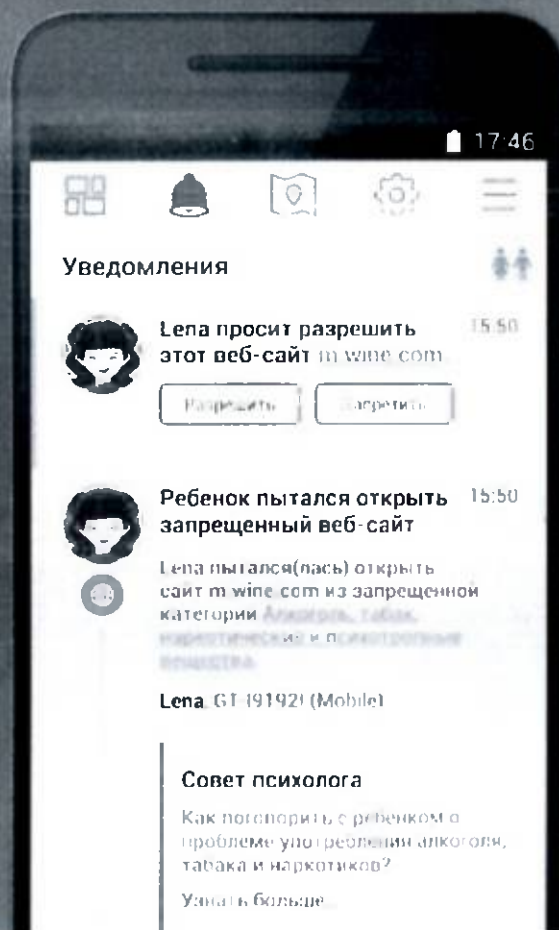 17:46
Уведомления
Lena просит разрешить 15:50
этот веб-сайт m.wine.com
Разрешить Запретить
Ребенок пытался открыть 15:50
запрещенный веб-сайт
Lena пытался(лась) открыть
сайт m.wine.com из запрещенной
категории Алкоголь, табак,
наркотические и психотропные
вещества
Lena, GT-I9192I (Mobile)
Совет психолога
Как поговорить с ребенком о
проблеме употребления алкоголя,
табака и наркотиков?
Узнать больше